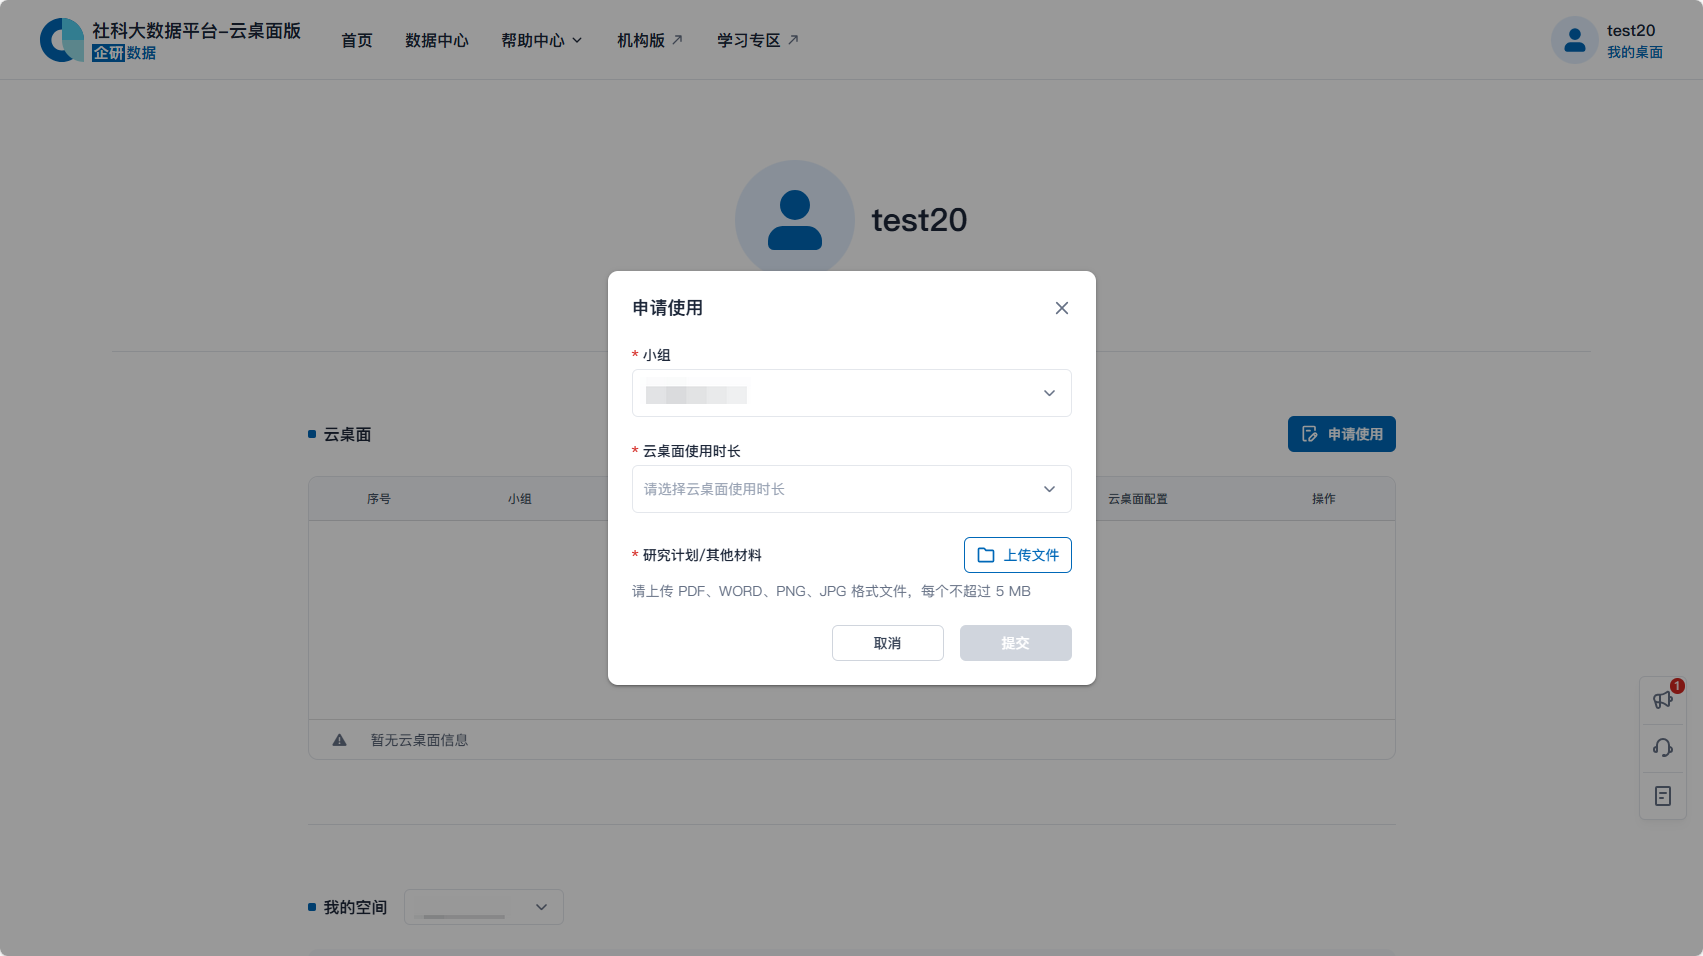 社科大数据平台-云桌面版
企研数据
首页
数据中心
帮助中心
机构版
学习专区
test20
我的桌面
test20
申请使用
* 小组
* 云桌面使用时长
请选择云桌面使用时长
* 研究计划/其他材料
上传文件
请上传 PDF、WORD、PNG、JPG 格式文件，每个不超过 5 MB
取消
提交
云桌面
申请使用
序号
小组
云桌面配置
操作
暂无云桌面信息
1
我的空间